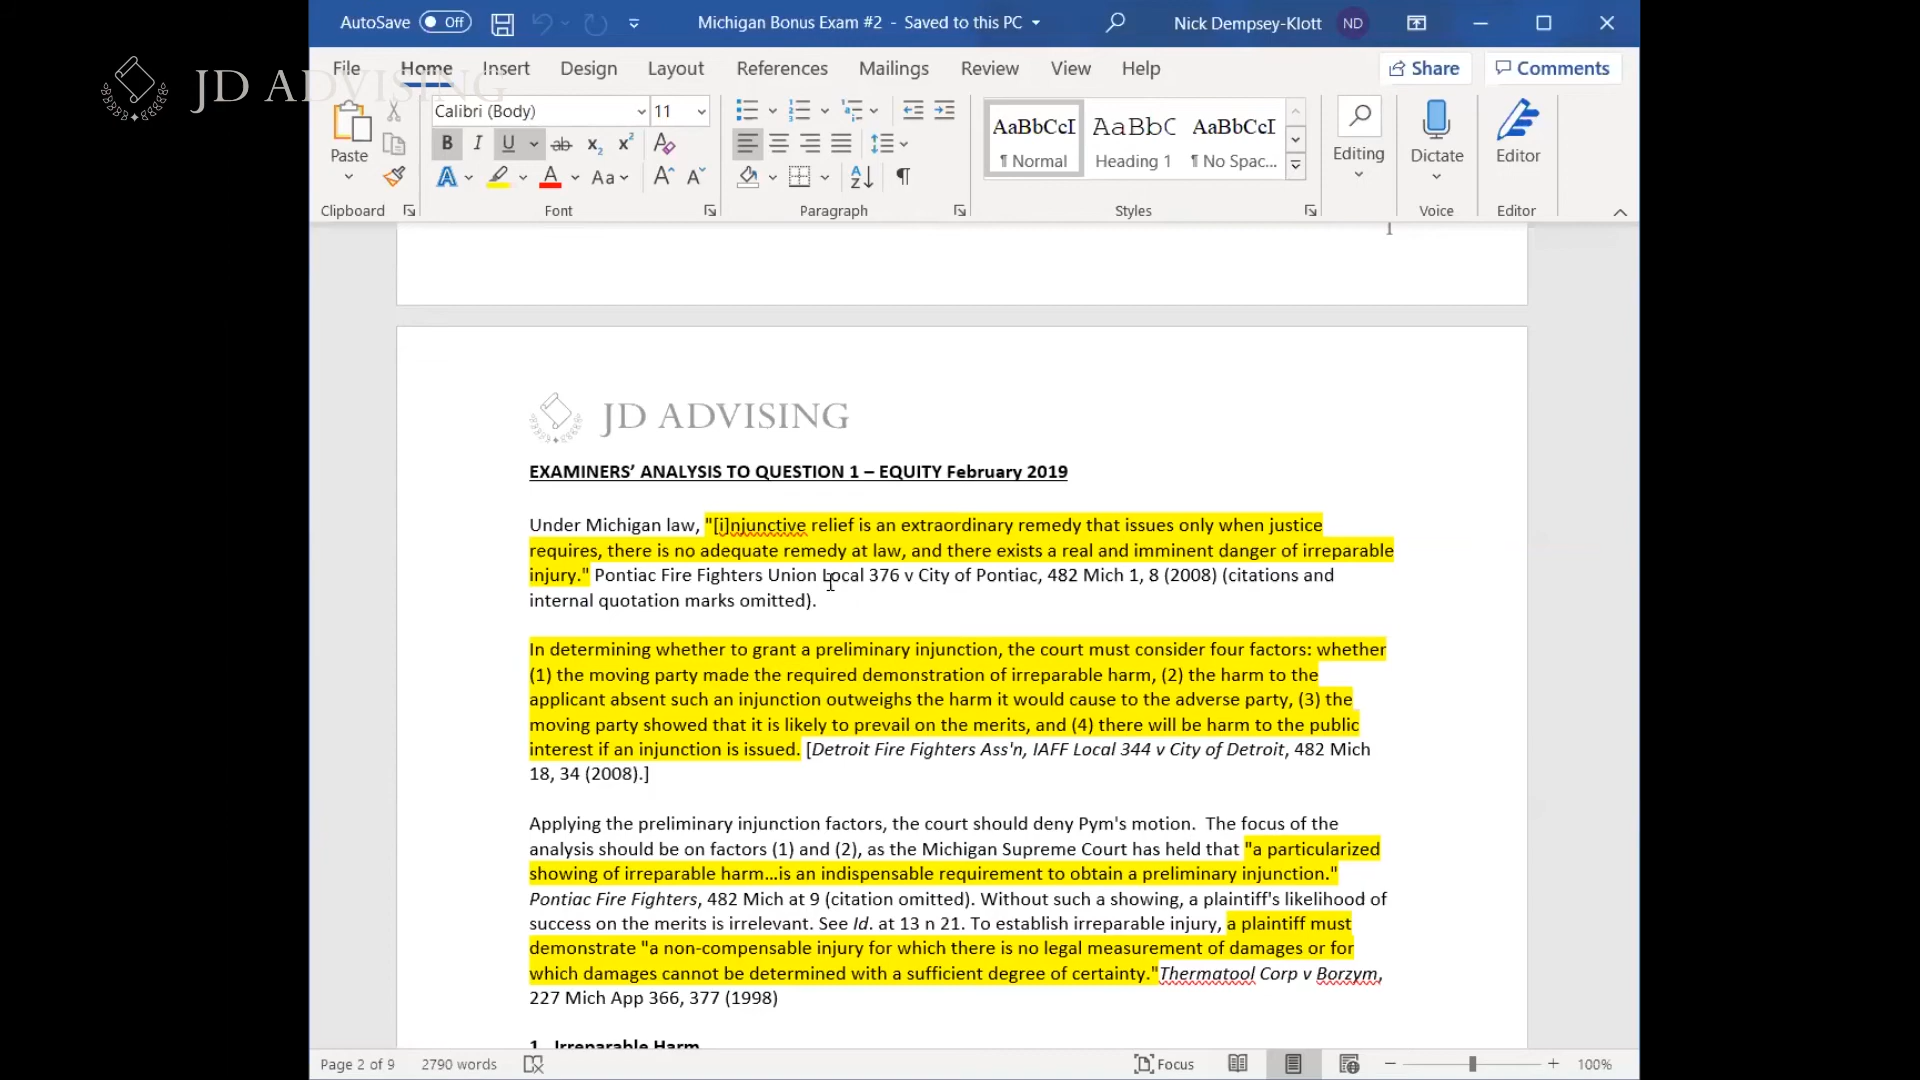 AutoSave Off Michigan Bonus Exam #2 - Saved to this PC Nick Dempsey-Klott ND
JD ADVISING
File Home Insert Design Layout References Mailings Review View Help Share Comments
Calibri (Body) 11
Paste
AaBbCcI AaBbC AaBbCcI
¶ Normal Heading 1 ¶ No Spac...
Editing Dictate Editor
Clipboard Font Paragraph Styles Voice Editor
JD ADVISING
EXAMINERS' ANALYSIS TO QUESTION 1 – EQUITY February 2019
Under Michigan law, "[i]njunctive relief is an extraordinary remedy that issues only when justice
requires, there is no adequate remedy at law, and there exists a real and imminent danger of irreparable
injury." Pontiac Fire Fighters Union Local 376 v City of Pontiac, 482 Mich 1, 8 (2008) (citations and
internal quotation marks omitted).
In determining whether to grant a preliminary injunction, the court must consider four factors: whether
(1) the moving party made the required demonstration of irreparable harm, (2) the harm to the
applicant absent such an injunction outweighs the harm it would cause to the adverse party, (3) the
moving party showed that it is likely to prevail on the merits, and (4) there will be harm to the public
interest if an injunction is issued. [Detroit Fire Fighters Ass'n, IAFF Local 344 v City of Detroit, 482 Mich
18, 34 (2008).]
Applying the preliminary injunction factors, the court should deny Pym's motion. The focus of the
analysis should be on factors (1) and (2), as the Michigan Supreme Court has held that "a particularized
showing of irreparable harm...is an indispensable requirement to obtain a preliminary injunction."
Pontiac Fire Fighters, 482 Mich at 9 (citation omitted). Without such a showing, a plaintiff's likelihood of
success on the merits is irrelevant. See Id. at 13 n 21. To establish irreparable injury, a plaintiff must
demonstrate "a non-compensable injury for which there is no legal measurement of damages or for
which damages cannot be determined with a sufficient degree of certainty."Thermatool Corp v Borzym,
227 Mich App 366, 377 (1998)
1. Irreparable Harm
Page 2 of 9 2790 words Focus 100%